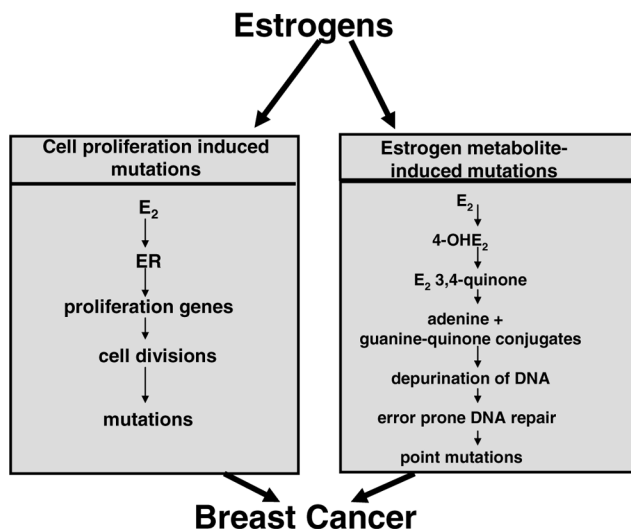 Estrogens
Cell proliferation induced
mutations
E₂
ER
proliferation genes
cell divisions
mutations
Estrogen metabolite-
induced mutations
E₂
4-OHE₂
E₂ 3,4-quinone
adenine +
guanine-quinone conjugates
depurination of DNA
error prone DNA repair
point mutations
Breast Cancer